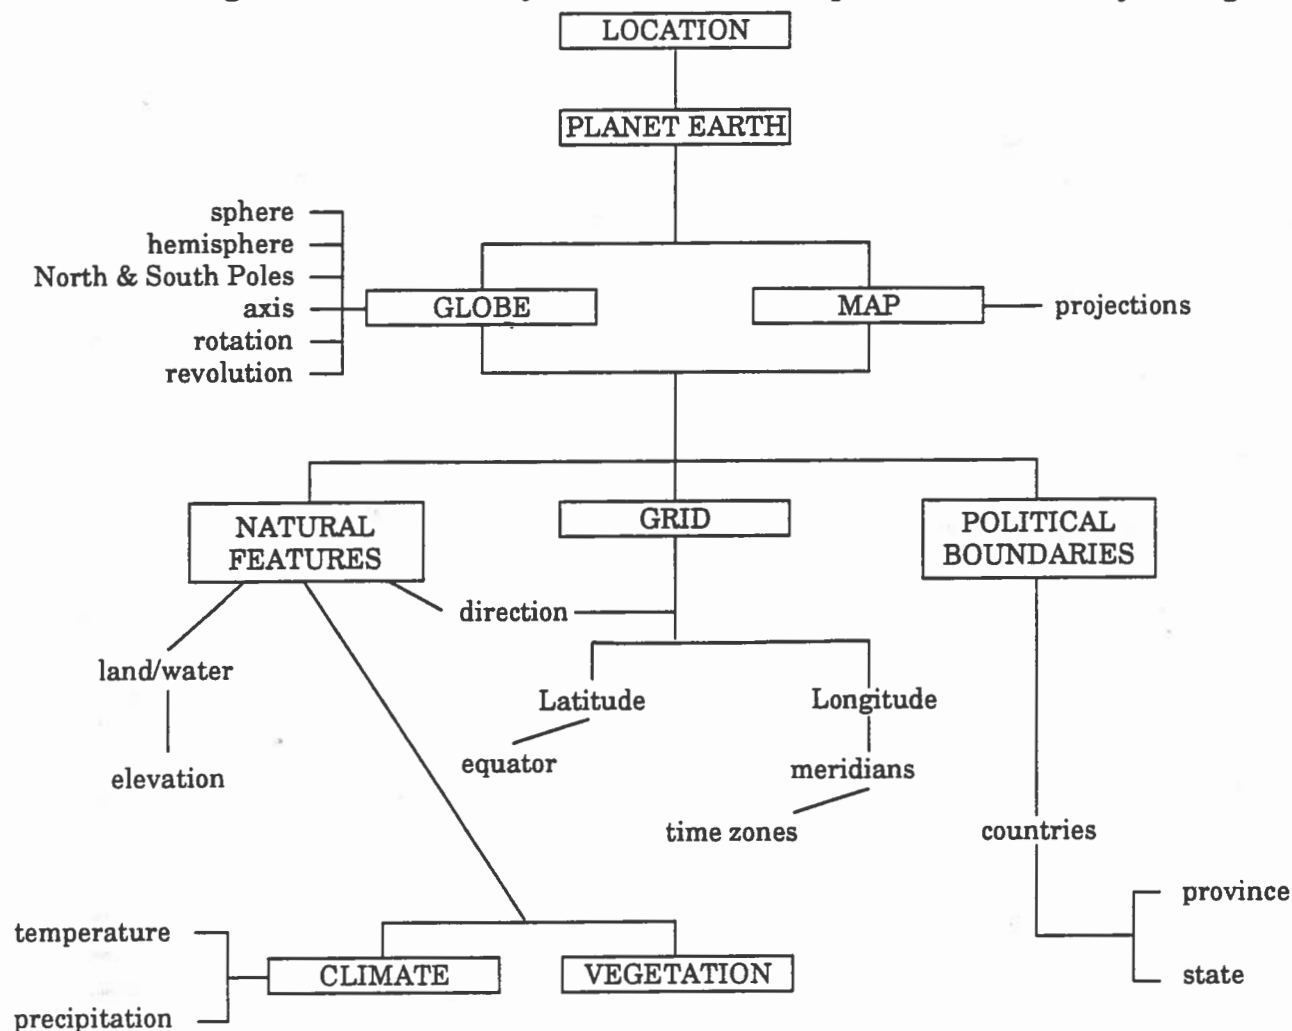 LOCATION
PLANET EARTH
sphere
hemisphere
North & South Poles
axis
rotation
revolution
GLOBE
MAP
projections
NATURAL
FEATURES
GRID
POLITICAL
BOUNDARIES
direction
land/water
elevation
Latitude
Longitude
equator
meridians
time zones
countries
province
state
temperature
precipitation
CLIMATE
VEGETATION